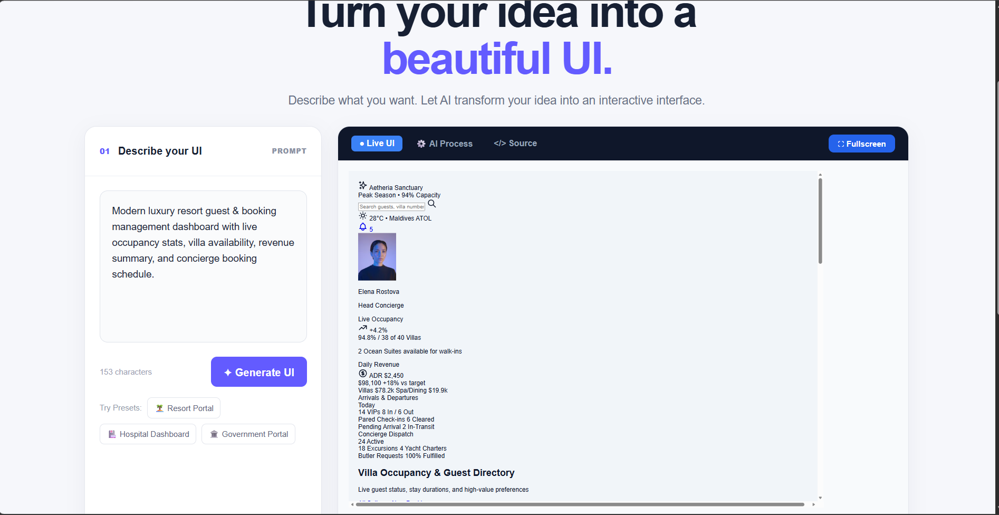 Turn your idea into a
beautiful UI.
Describe what you want. Let AI transform your idea into an interactive interface.
01 Describe your UI PROMPT
Modern luxury resort guest & booking
management dashboard with live
occupancy stats, villa availability, revenue
summary, and concierge booking
schedule.
153 characters
✦ Generate UI
Try Presets: 🏝️ Resort Portal
Hospital Dashboard
🏛️ Government Portal
● Live UI
⚙ AI Process
</> Source
⛶ Fullscreen
Aetheria Sanctuary
Peak Season • 94% Capacity
Search guests, villa number
28°C • Maldives ATOL
5
Elena Rostova
Head Concierge
Live Occupancy
+4.2%
94.8% / 38 of 40 Villas
2 Ocean Suites available for walk-ins
Daily Revenue
ADR $2,450
$98,100 +18% vs target
Villas $78.2k Spa/Dining $19.9k
Arrivals & Departures
Today
14 VIPs 8 In / 6 Out
Pared Check-ins 6 Cleared
Pending Arrival 2 In-Transit
Concierge Dispatch
24 Active
18 Excursions 4 Yacht Charters
Butler Requests 100% Fulfilled
Villa Occupancy & Guest Directory
Live guest status, stay durations, and high-value preferences